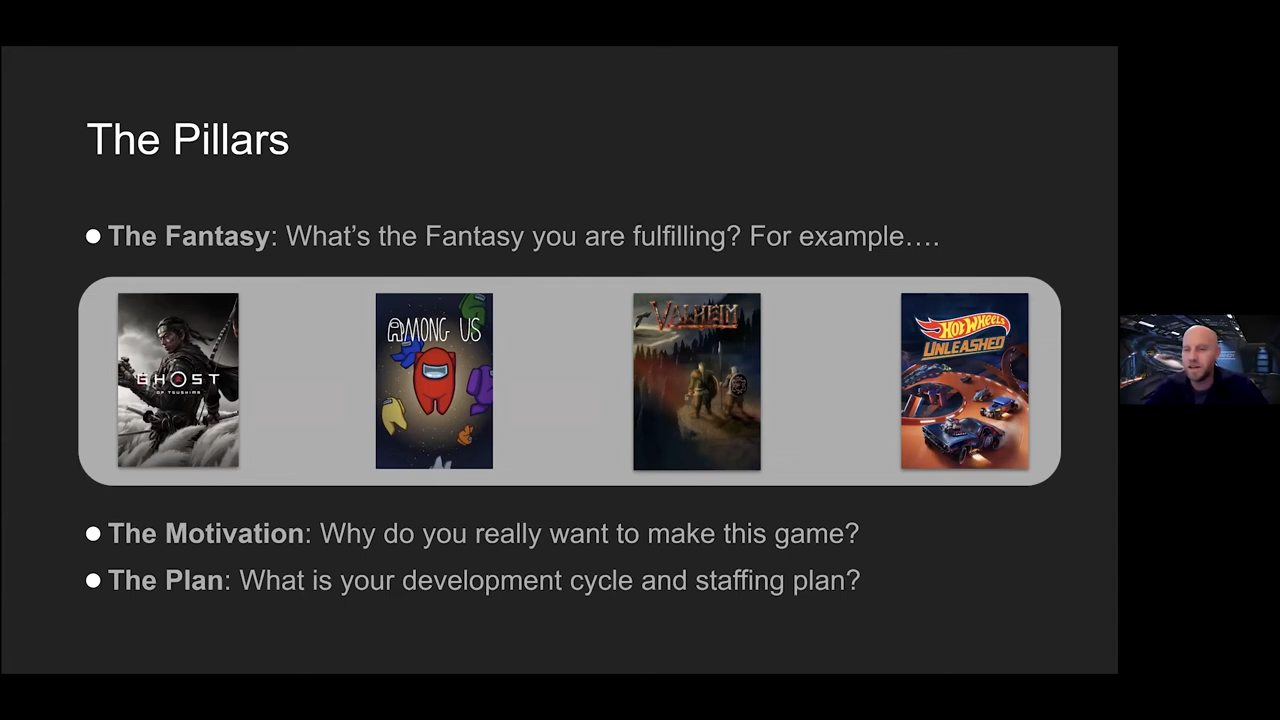 The Pillars
● The Fantasy: What’s the Fantasy you are fulfilling? For example….
GHOST
OF TSUSHIMA
AMONG US
VALHEIM
HOT WHEELS
UNLEASHED
● The Motivation: Why do you really want to make this game?
● The Plan: What is your development cycle and staffing plan?